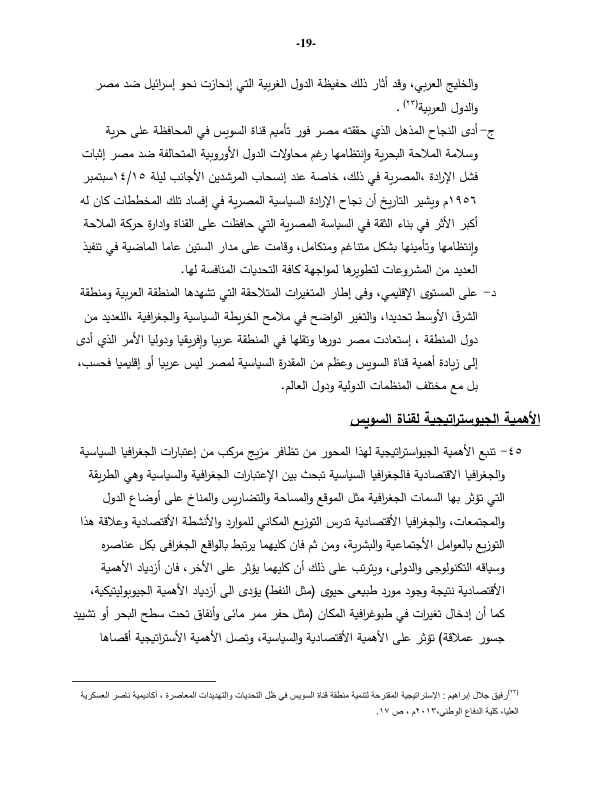 -19-
والخليج العربي، وقد أثار ذلك حفيظة الدول الغربية التي إنحازت نحو إسرائيل ضد مصر
والدول العربية(٢٣) .
ج- أدى النجاح المذهل الذي حققته مصر فور تأميم قناة السويس في المحافظة على حرية
وسلامة الملاحة البحرية وإنتظامها رغم محاولات الدول الأوروبية المتحالفة ضد مصر إثبات
فشل الإرادة ،المصرية في ذلك، خاصة عند إنسحاب المرشدين الأجانب ليلة ١٤/١٥سبتمبر
١٩٥٦م ويشير التاريخ أن نجاح الإرادة السياسية المصرية في إفساد تلك المخططات كان له
أكبر الأثر في بناء الثقة في السياسة المصرية التي حافظت على القناة وادارة حركة الملاحة
وإنتظامها وتأمينها بشكل متناغم ومتكامل، وقامت على مدار الستين عاما الماضية في تنفيذ
العديد من المشروعات لتطويرها لمواجهة كافة التحديات المنافسة لها.
د- على المستوى الإقليمي، وفى إطار المتغيرات المتلاحقة التي تشهدها المنطقة العربية ومنطقة
الشرق الأوسط تحديدا، والتغير الواضح في ملامح الخريطة السياسية والجغرافية ،اللعديد من
دول المنطقة ، إستعادت مصر دورها وثقلها في المنطقة عربيا وإفريقيا ودوليا الأمر الذي أدى
إلى زيادة أهمية قناة السويس وعظم من المقدرة السياسية لمصر ليس عربيا أو إقليميا فحسب،
بل مع مختلف المنظمات الدولية ودول العالم.
الأهمية الجيوستراتيجية لقناة السويس
٤٥- تتبع الأهمية الجيواستراتيجية لهذا المحور من تظافر مزيج مركب من إعتبارات الجغرافيا السياسية
والجغرافيا الاقتصادية فالجغرافيا السياسية تبحث بين الإعتبارات الجغرافية والسياسية وهي الطريقة
التي تؤثر بها السمات الجغرافية مثل الموقع والمساحة والتضاريس والمناخ على أوضاع الدول
والمجتمعات، والجغرافيا الأقتصادية تدرس التوزيع المكاني للموارد والأنشطة الأقتصادية وعلاقة هذا
التوزيع بالعوامل الأجتماعية والبشرية، ومن ثم فان كليهما يرتبط بالواقع الجغرافى بكل عناصره
وسياقه التكنولوجى والدولى، ويترتب على ذلك أن كليهما يؤثر على الأخر، فان أزدياد الأهمية
الأقتصادية نتيجة وجود مورد طبيعى حيوى (مثل النفط) يؤدى الى أزدياد الأهمية الجيوبوليتيكية،
كما أن إدخال تغيرات في طبوغرافية المكان (مثل حفر ممر مائى وأنفاق تحت سطح البحر أو تشييد
جسور عملاقة) تؤثر على الأهمية الأقتصادية والسياسية، وتصل الأهمية الأستراتيجية أقصاها
(٢٣)رفيق جلال إبراهيم : الإستراتيجية المقترحة لتنمية منطقة قناة السويس في ظل التحديات والتهديدات المعاصرة ، أكاديمية ناصر العسكرية
العليا، كلية الدفاع الوطني،٢٠١٣م ، ص ١٧.